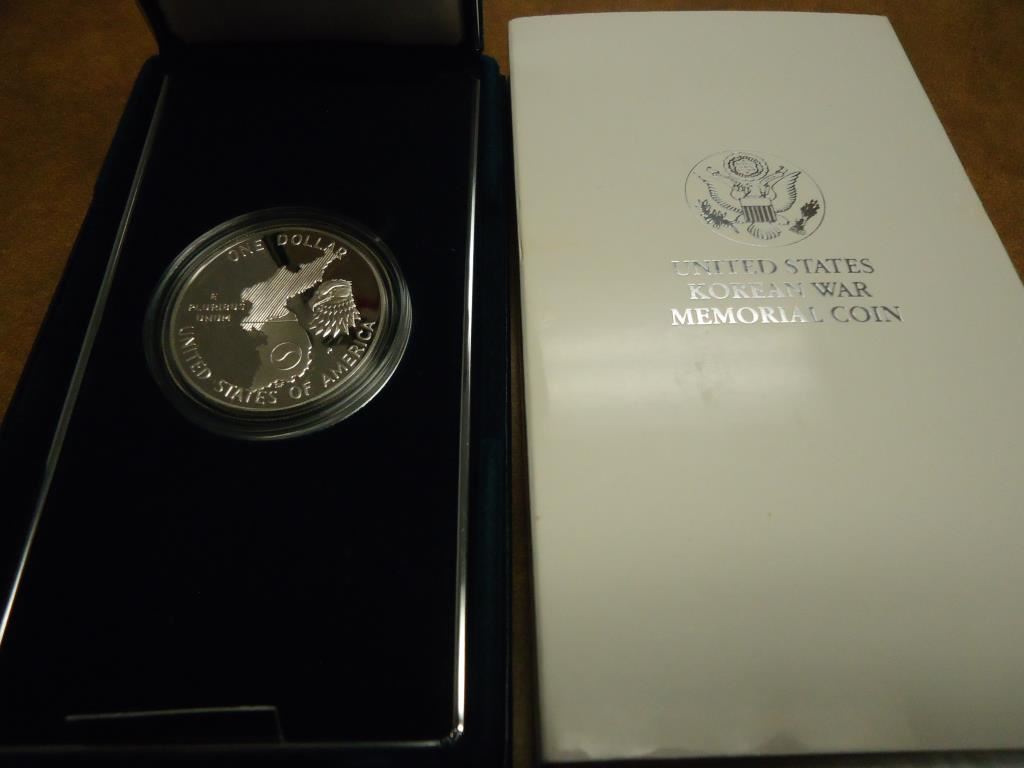 ONE DOLLAR
E
PLURIBUS
UNUM
UNITED STATES OF AMERICA
UNITED STATES
KOREAN WAR
MEMORIAL COIN